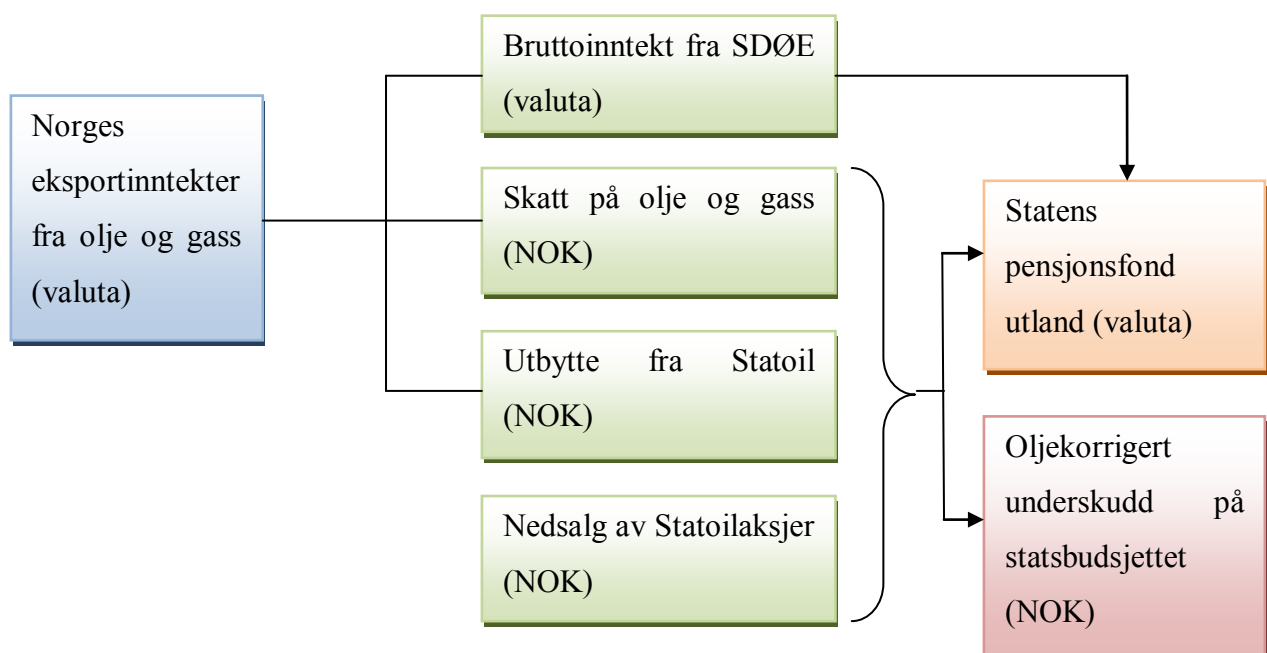 Norges
eksportinntekter
fra olje og gass
(valuta)
Bruttoinntekt fra SDØE
(valuta)
Skatt på olje og gass
(NOK)
Utbytte fra Statoil
(NOK)
Nedsalg av Statoilaksjer
(NOK)
Statens
pensjonsfond
utland (valuta)
Oljekorrigert
underskudd på
statsbudsjettet
(NOK)